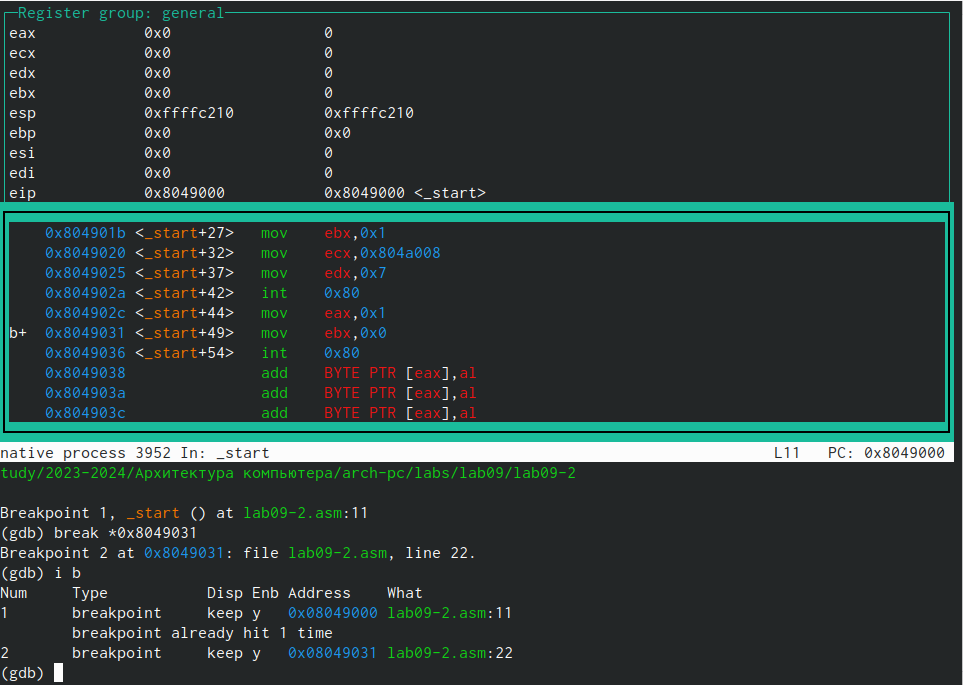 Register group: general
eax            0x0                 0
ecx            0x0                 0
edx            0x0                 0
ebx            0x0                 0
esp            0xffffc210          0xffffc210
ebp            0x0                 0x0
esi            0x0                 0
edi            0x0                 0
eip            0x8049000           0x8049000 <_start>
    0x804901b <_start+27>   mov    ebx,0x1
    0x8049020 <_start+32>   mov    ecx,0x804a008
    0x8049025 <_start+37>   mov    edx,0x7
    0x804902a <_start+42>   int    0x80
    0x804902c <_start+44>   mov    eax,0x1
b+  0x8049031 <_start+49>   mov    ebx,0x0
    0x8049036 <_start+54>   int    0x80
    0x8049038               add    BYTE PTR [eax],al
    0x804903a               add    BYTE PTR [eax],al
    0x804903c               add    BYTE PTR [eax],al
native process 3952 In: _start                                                        L11   PC: 0x8049000
tudy/2023-2024/Архитектура компьютера/arch-pc/labs/lab09/lab09-2

Breakpoint 1, _start () at lab09-2.asm:11
(gdb) break *0x8049031
Breakpoint 2 at 0x8049031: file lab09-2.asm, line 22.
(gdb) i b
Num     Type           Disp Enb Address    What
1       breakpoint     keep y   0x08049000 lab09-2.asm:11
        breakpoint already hit 1 time
2       breakpoint     keep y   0x08049031 lab09-2.asm:22
(gdb)